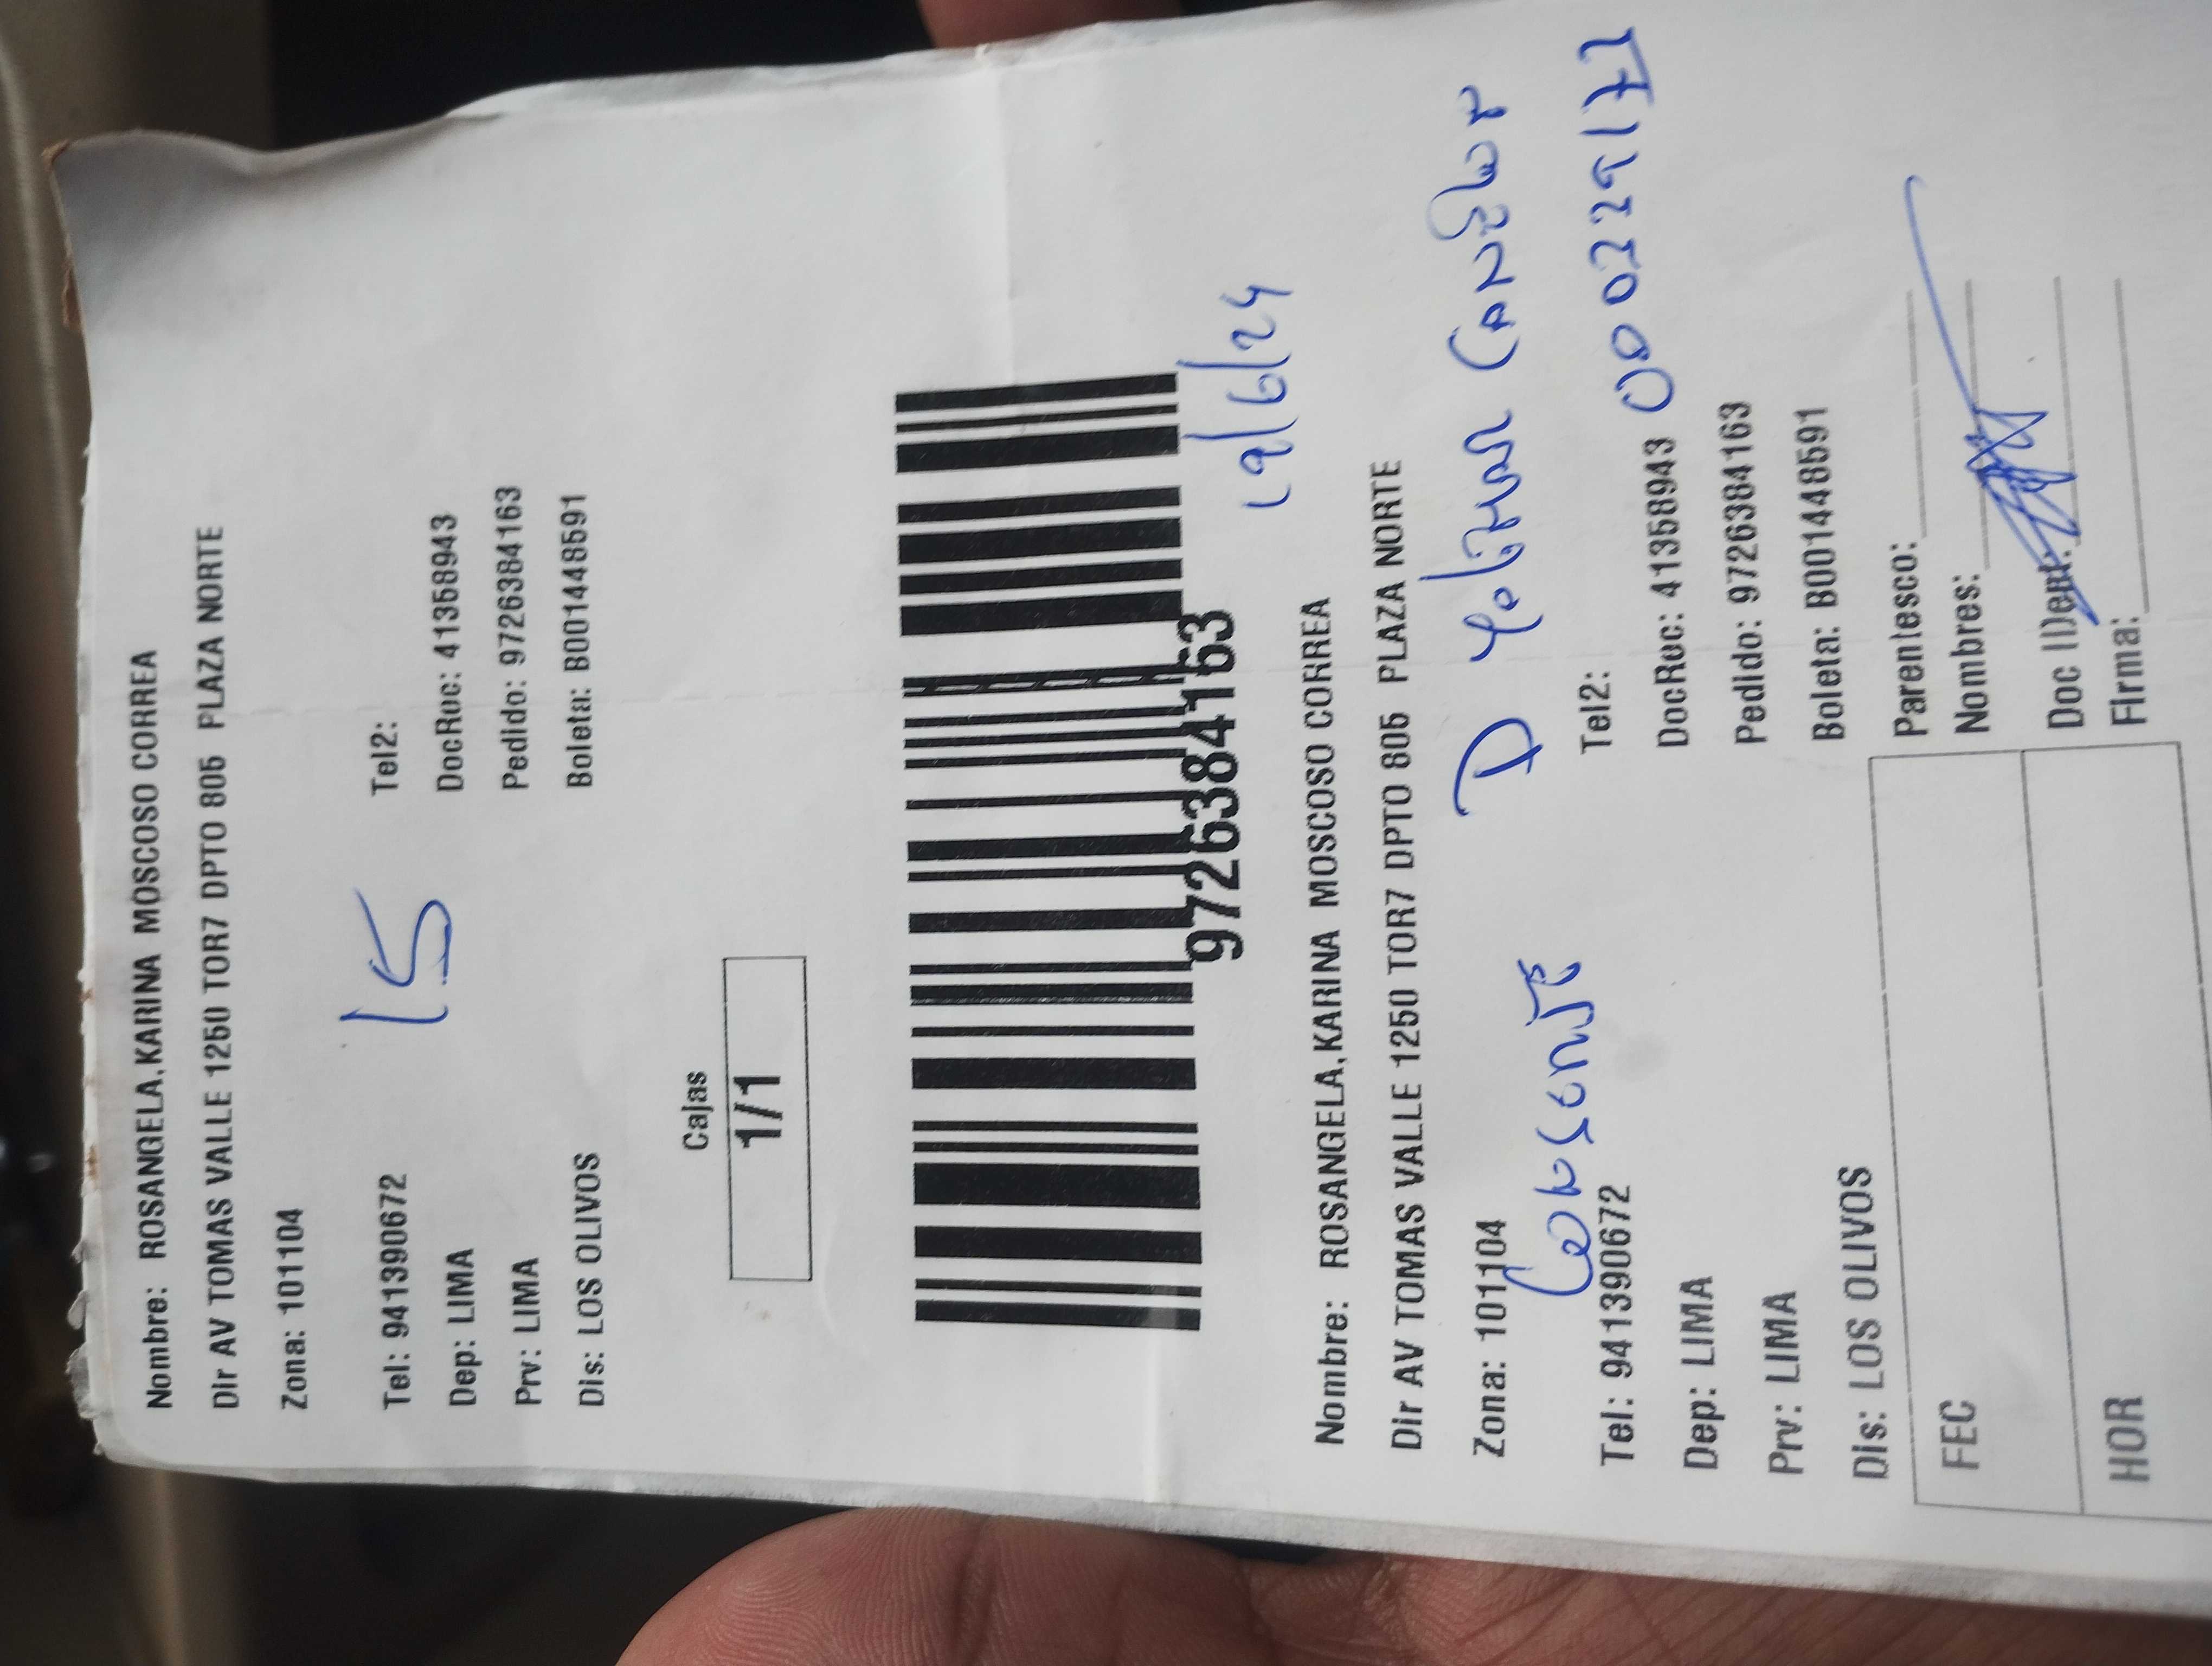 Nombre: ROSANGELA,KARINA MOSCOSO CORREA
Dir AV TOMAS VALLE 1250 TOR7 DPTO 805 PLAZA NORTE
Zona: 101104
15
Tel: 941390672 Tel2:
Dep: LIMA DocRec: 41358943
Prv: LIMA Pedido: 9726384163
Dis: LOS OLIVOS Boleta: B001448591
Cajas
1/1
9726384163
19/6/24
Nombre: ROSANGELA,KARINA MOSCOSO CORREA
Dir AV TOMAS VALLE 1250 TOR7 DPTO 805 PLAZA NORTE
Zona: 101104
Tel: 941390672 Tel2:
Dep: LIMA DocRec: 41358943
Prv: LIMA Pedido: 9726384163
Dis: LOS OLIVOS Boleta: B001448591
FEC Parentesco:
Nombres:
HOR Doc IDent.:
Firma: